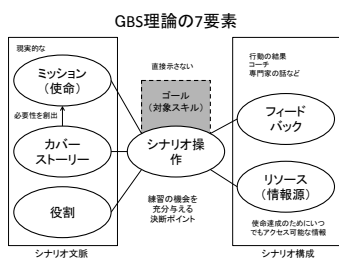 GBS理論の7要素
現実的な
ミッション
（使命）
必要性を創出
カバー
ストーリー
役割
シナリオ文脈
直接示さない
ゴール
（対象スキル）
シナリオ操
作
練習の機会を
充分与える
決断ポイント
行動の結果
コーチ
専門家の話など
フィード
バック
リソース
（情報源）
使命達成のためにいつ
でもアクセス可能な情報
シナリオ構成